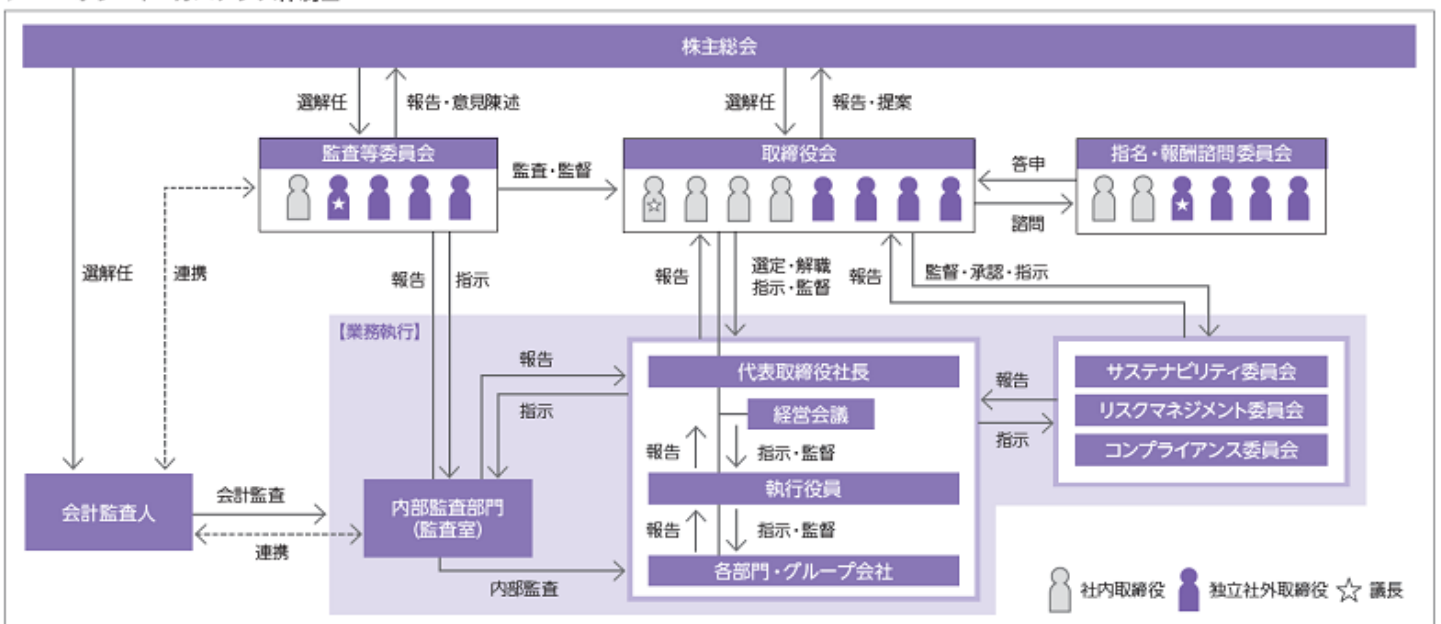 株主総会
選解任
報告・意見陳述
選解任
報告・提案
監査等委員会
監査・監督
取締役会
答申
諮問
指名・報酬諮問委員会
選解任
連携
報告
指示
報告
選定・解職
指示・監督
報告
監督・承認・指示
【業務執行】
報告
指示
代表取締役社長
経営会議
報告
指示・監督
執行役員
報告
指示・監督
各部門・グループ会社
報告
指示
サステナビリティ委員会
リスクマネジメント委員会
コンプライアンス委員会
会計監査人
会計監査
連携
内部監査部門
(監査室)
内部監査
社内取締役
独立社外取締役
議長